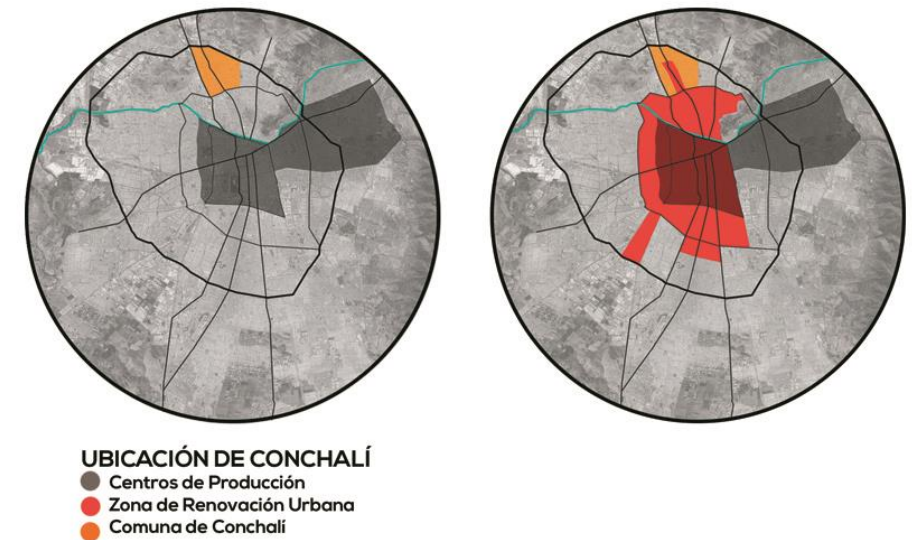 UBICACIÓN DE CONCHALÍ
Centros de Producción
Zona de Renovación Urbana
Comuna de Conchalí